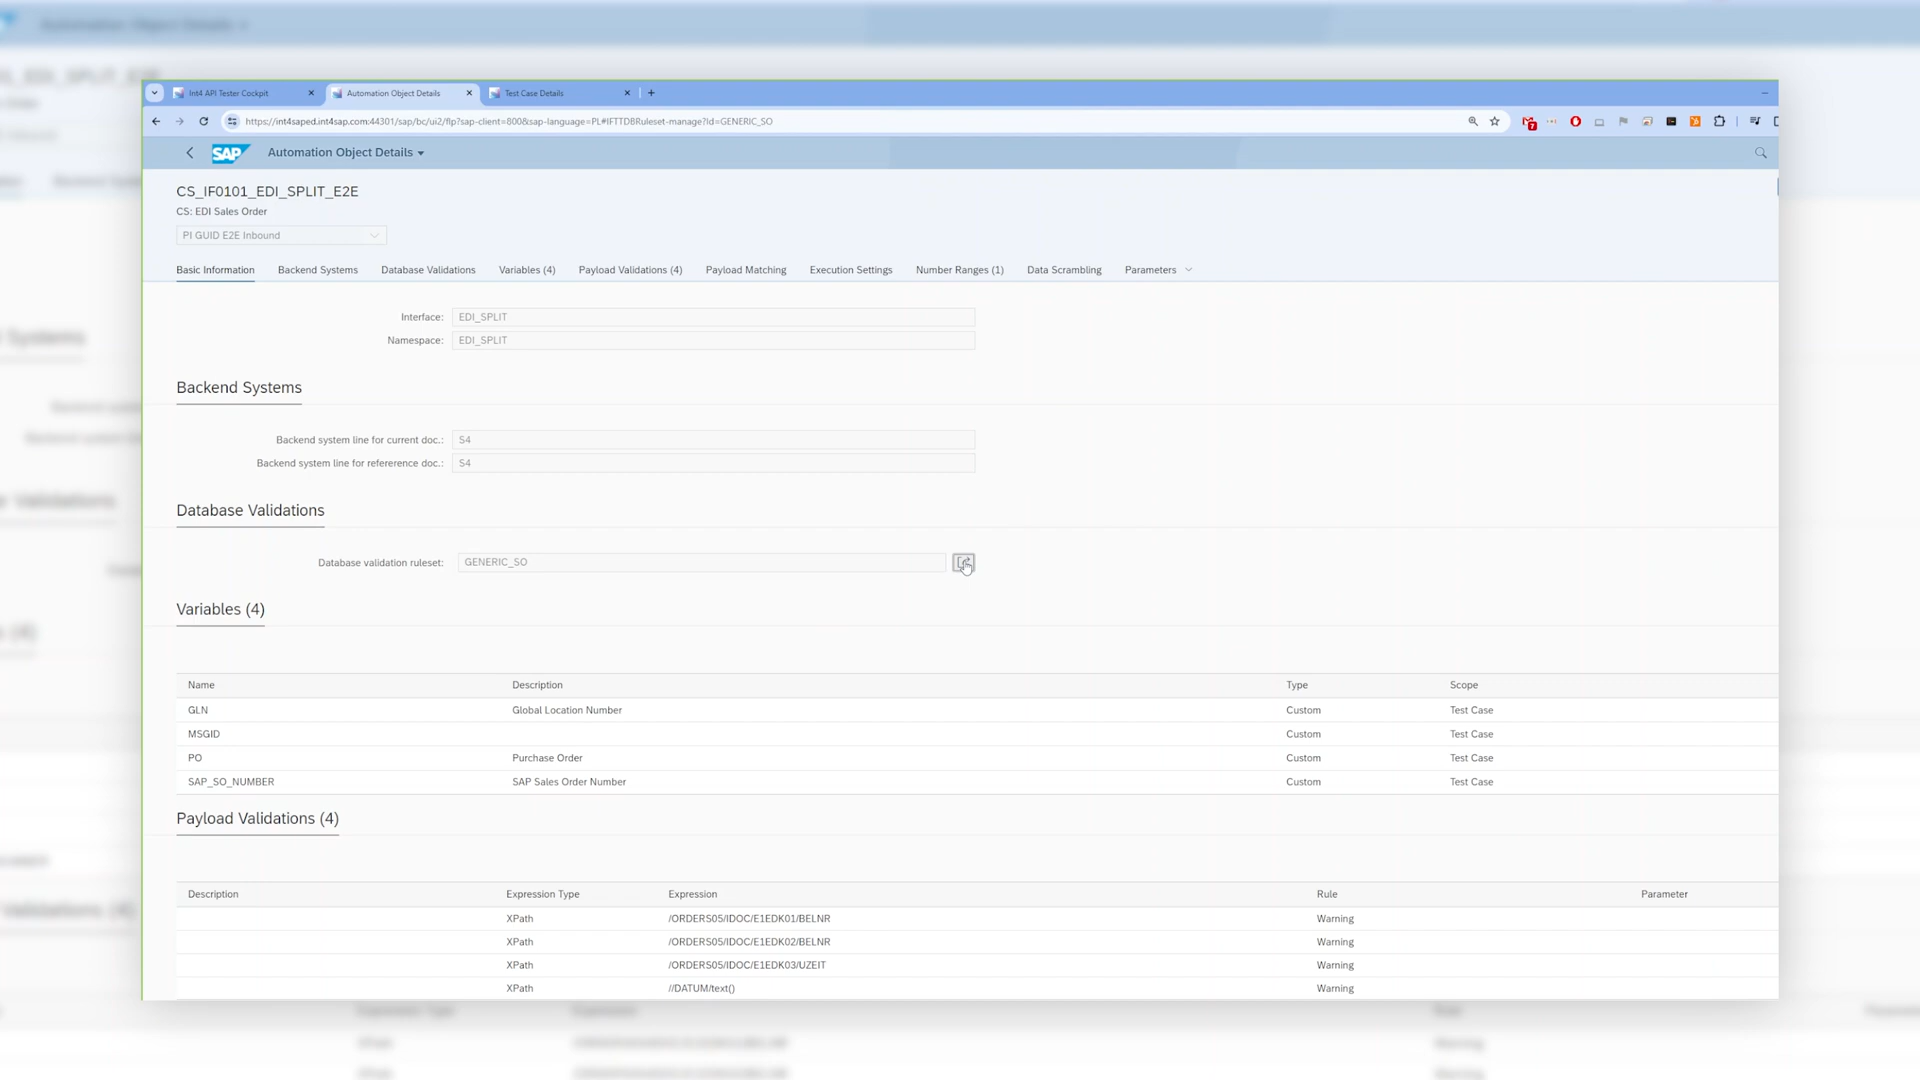 Automation Object Details
Int4 API Tester Cockpit
Automation Object Details
Test Case Details
https://int4saped.int4sap.com:44301/sap/bc/ui2/flp?sap-client=800&sap-language=PL#IFTTDBRuleset-manage?Id=GENERIC_SO
7
SAP
Automation Object Details
CS_IF0101_EDI_SPLIT_E2E
CS: EDI Sales Order
PI GUID E2E Inbound
Basic Information Backend Systems Database Validations Variables (4) Payload Validations (4) Payload Matching Execution Settings Number Ranges (1) Data Scrambling Parameters
Interface: EDI_SPLIT
Namespace: EDI_SPLIT
Backend Systems
Backend system line for current doc.: S4
Backend system line for refererence doc.: S4
Database Validations
Database validation ruleset: GENERIC_SO
Variables (4)
Name Description Type Scope
GLN Global Location Number Custom Test Case
MSGID Custom Test Case
PO Purchase Order Custom Test Case
SAP_SO_NUMBER SAP Sales Order Number Custom Test Case
Payload Validations (4)
Description Expression Type Expression Rule Parameter
XPath /ORDERS05/IDOC/E1EDK01/BELNR Warning
XPath /ORDERS05/IDOC/E1EDK02/BELNR Warning
XPath /ORDERS05/IDOC/E1EDK03/UZEIT Warning
XPath //DATUM/text() Warning